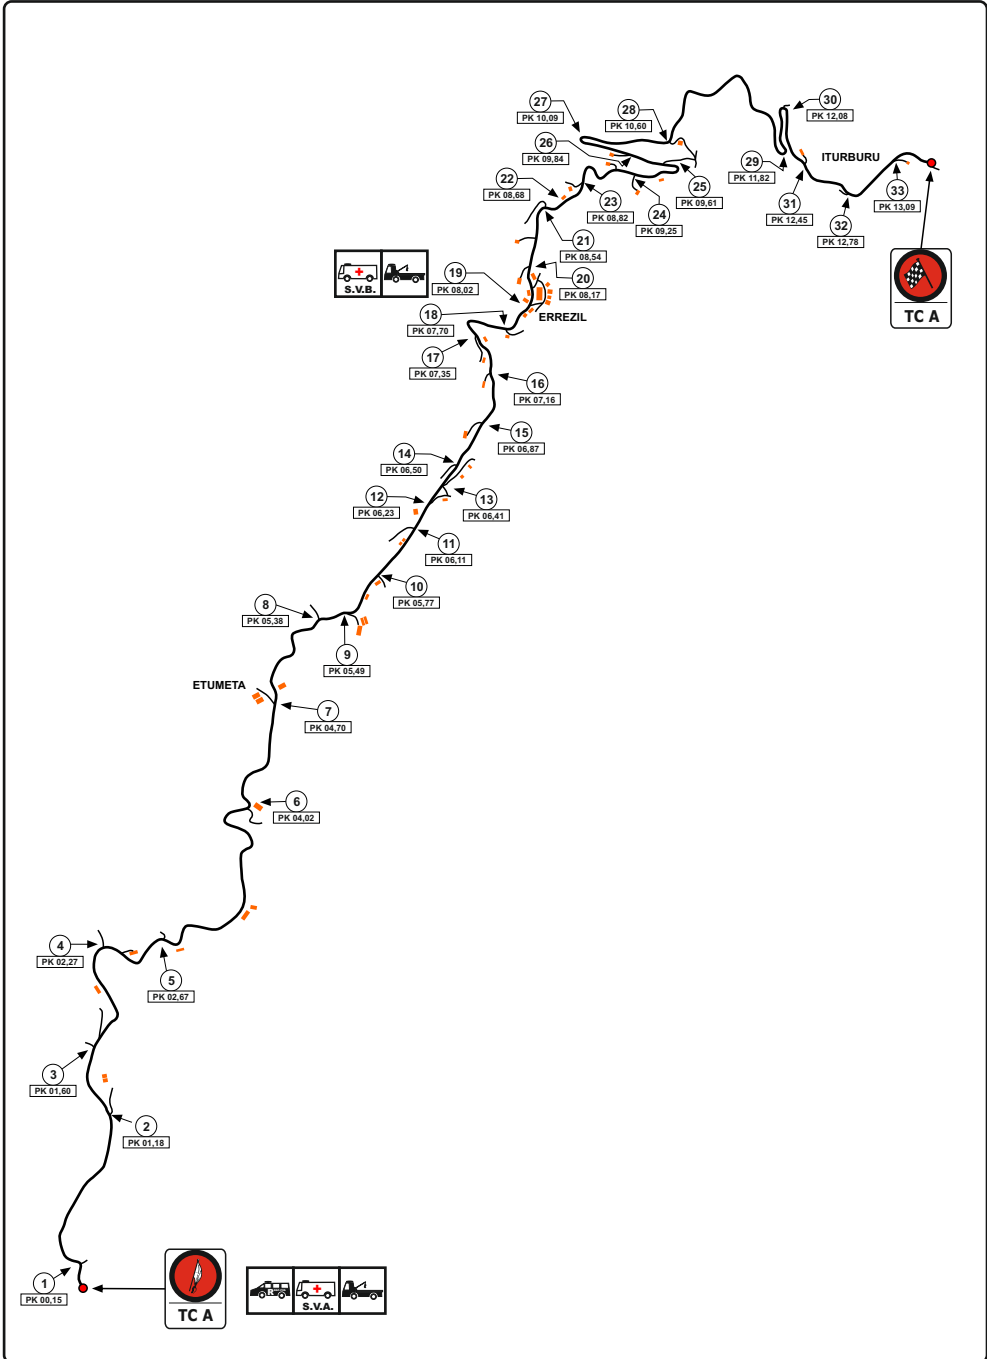 30
PK 12,08
27
PK 10,09
28
PK 10,60
26
PK 09,84
29
PK 11,82
ITURBURU
22
PK 08,68
25
PK 09,61
33
PK 13,09
23
PK 08,82
24
PK 09,25
31
PK 12,45
32
PK 12,78
21
PK 08,54
S.V.B.
19
PK 08,02
20
PK 08,17
TC A
18
PK 07,70
ERREZIL
17
PK 07,35
16
PK 07,16
15
PK 06,87
14
PK 06,50
12
PK 06,23
13
PK 06,41
11
PK 06,11
10
PK 05,77
8
PK 05,38
9
PK 05,49
ETUMETA
7
PK 04,70
6
PK 04,02
4
PK 02,27
5
PK 02,67
3
PK 01,60
2
PK 01,18
1
PK 00,15
TC A
S.V.A.